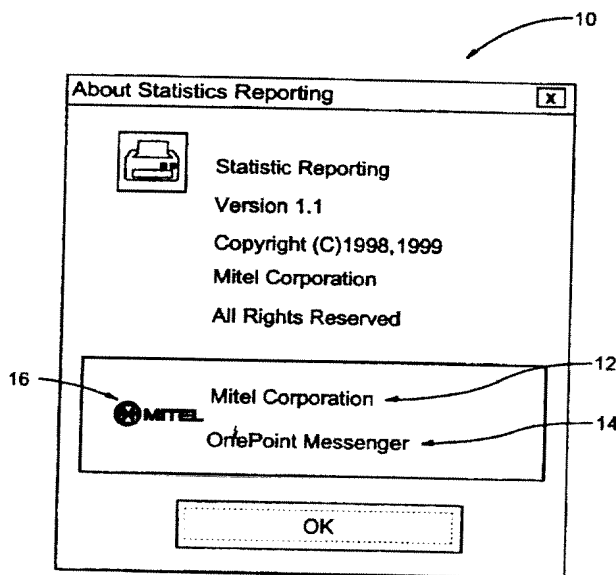 10
About Statistics Reporting x
Statistic Reporting
Version 1.1
Copyright (C)1998,1999
Mitel Corporation
All Rights Reserved
12
16
Mitel Corporation
MITEL
14
OnePoint Messenger
OK